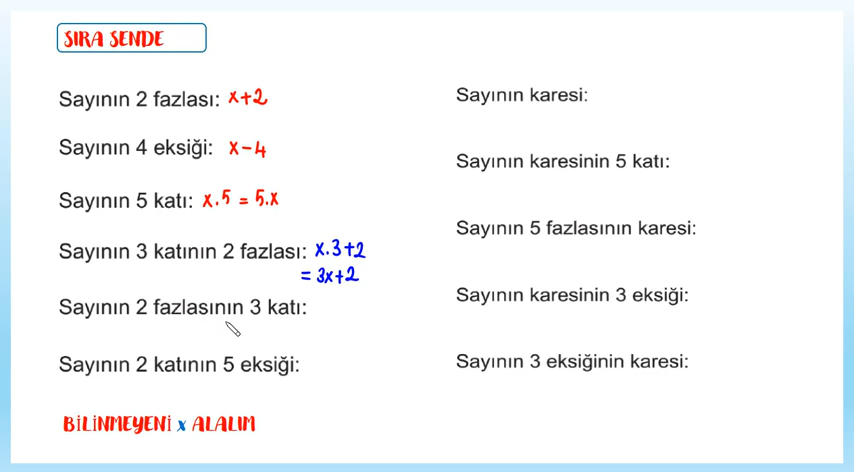 SIRA SENDE
Sayının 2 fazlası: x+2
Sayının 4 eksiği: x-4
Sayının 5 katı: x.5 = 5.x
Sayının 3 katının 2 fazlası: x.3+2
= 3x+2
Sayının 2 fazlasının 3 katı:
Sayının 2 katının 5 eksiği:
BİLİNMEYENİ x ALALIM
Sayının karesi:
Sayının karesinin 5 katı:
Sayının 5 fazlasının karesi:
Sayının karesinin 3 eksiği:
Sayının 3 eksiğinin karesi: